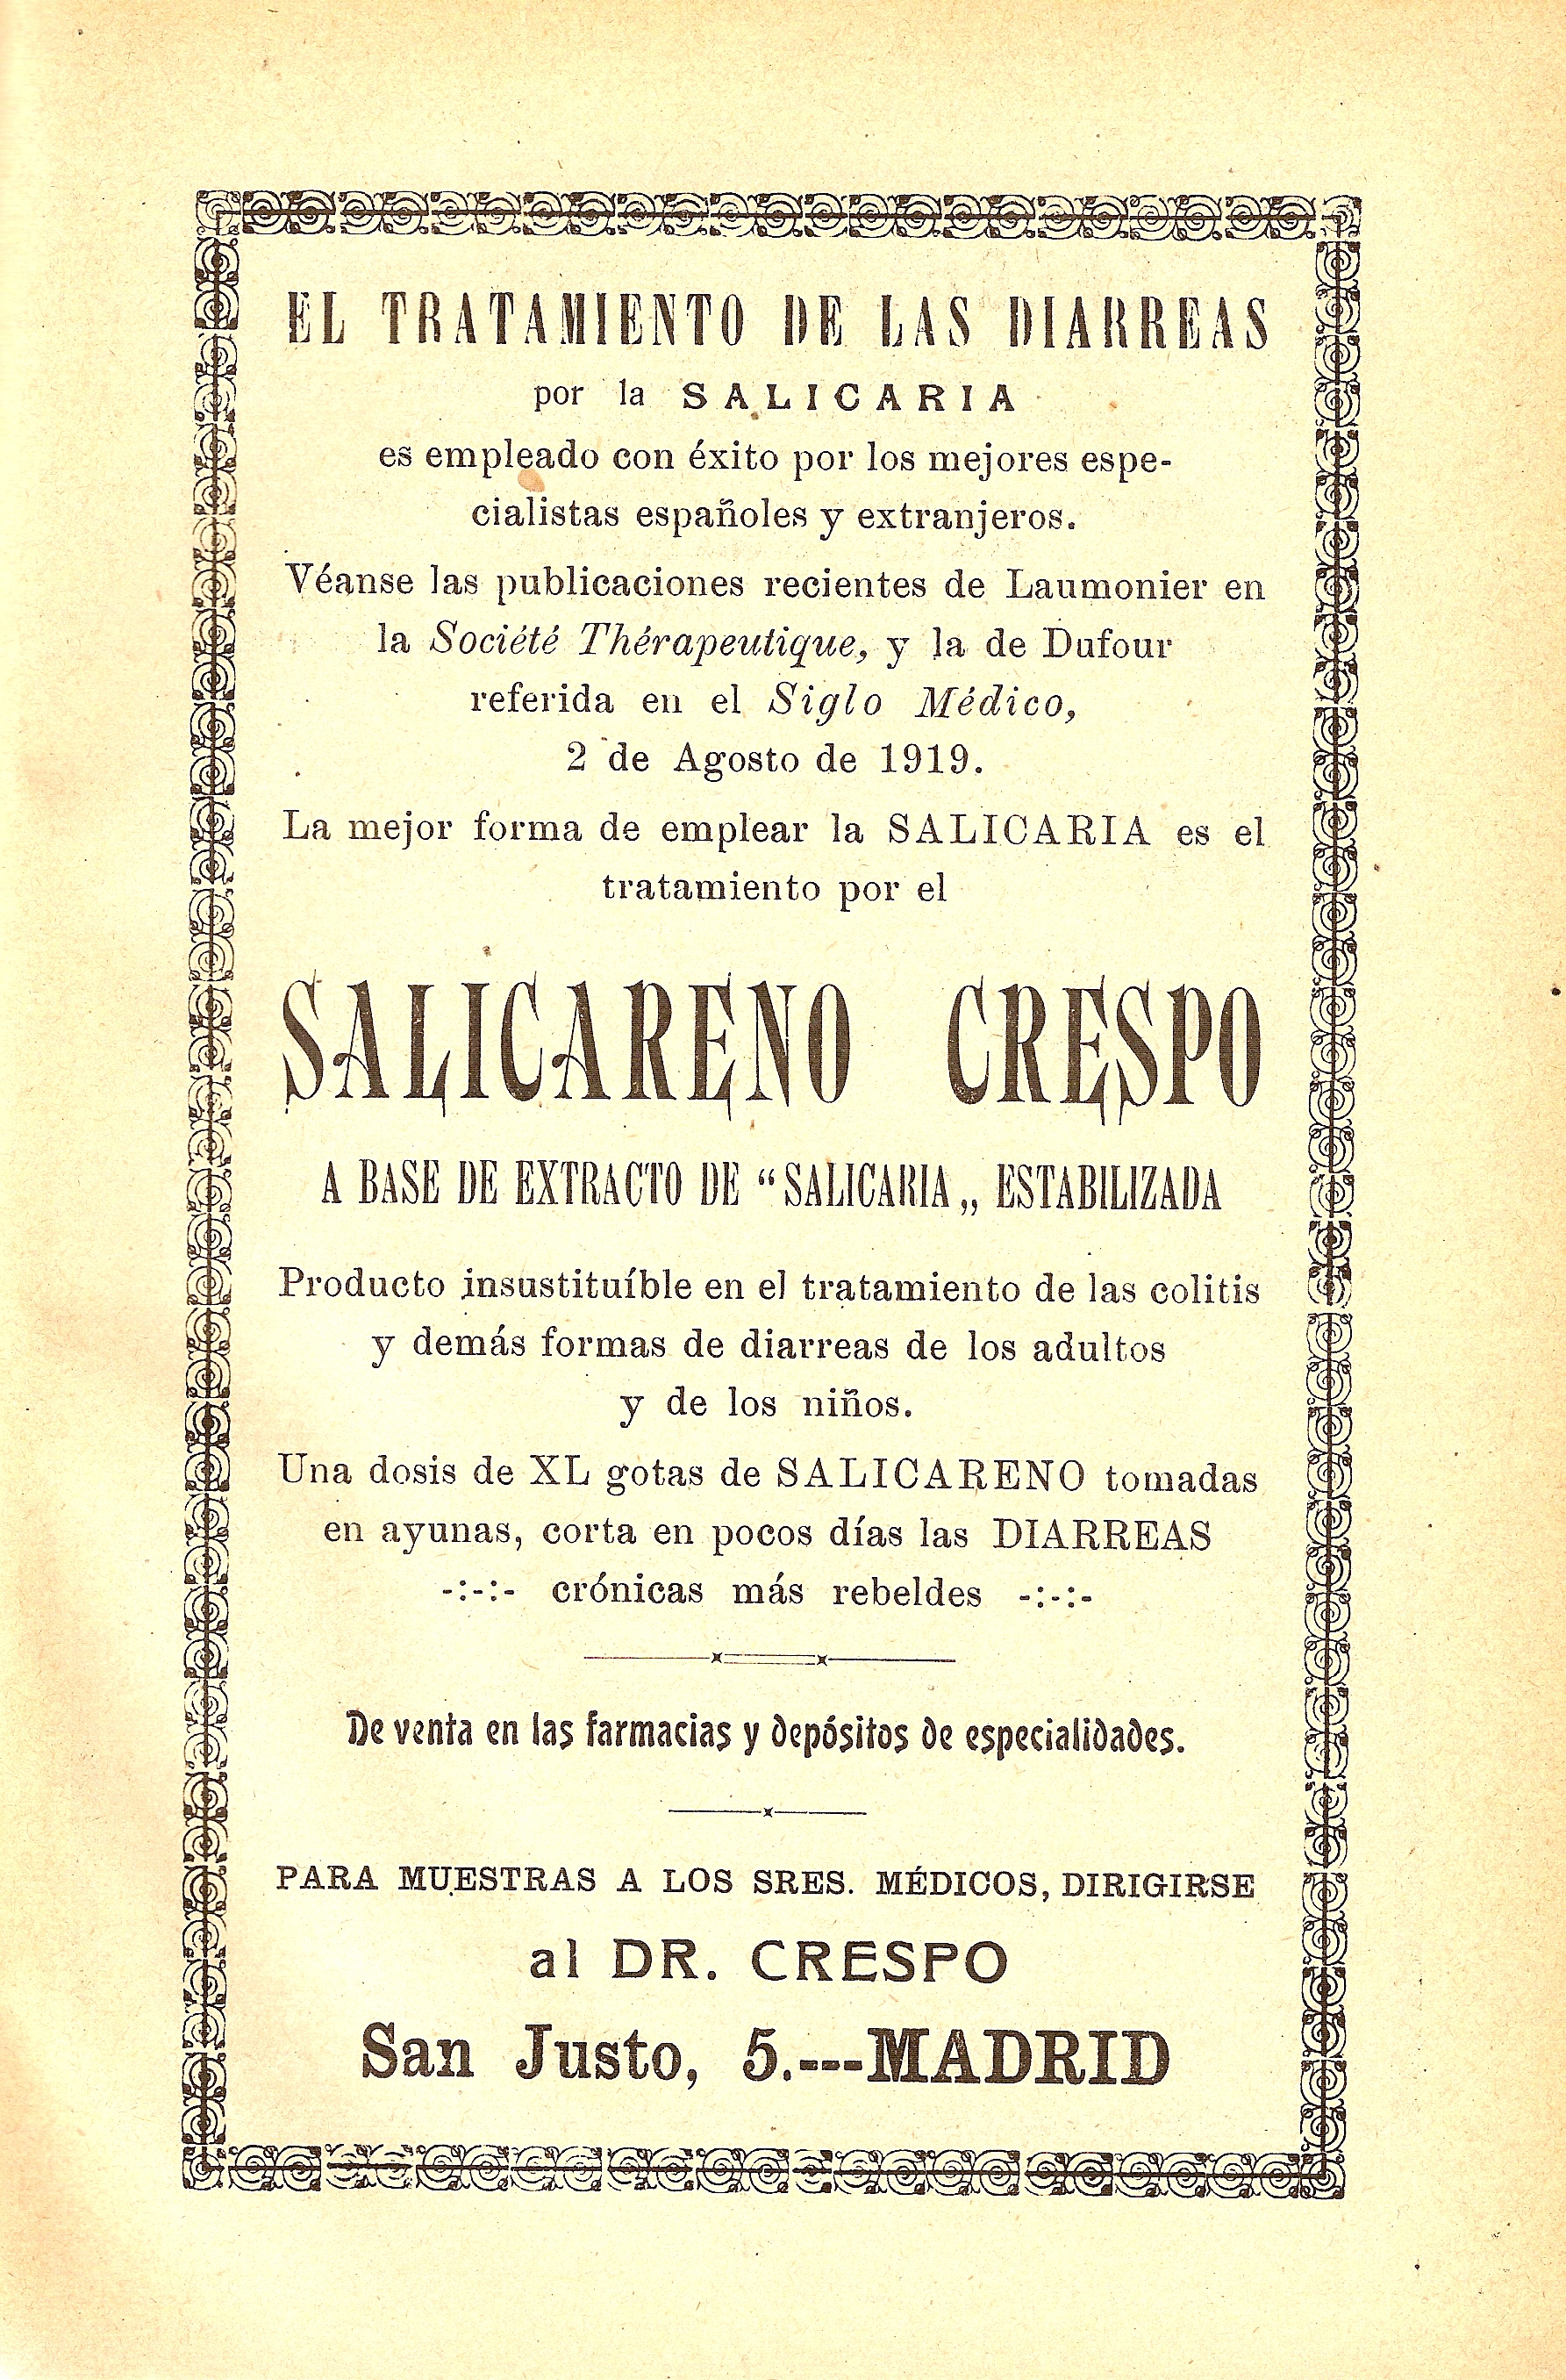 EL TRATAMIENTO DE LAS DIARREAS
por la SALICARIA
es empleado con éxito por los mejores espe-
cialistas españoles y extranjeros.
Véanse las publicaciones recientes de Laumonier en
la Société Thérapeutique, y la de Dufour
referida en el Siglo Médico,
2 de Agosto de 1919.
La mejor forma de emplear la SALICARIA es el
tratamiento por el
SALICARENO CRESPO
A BASE DE EXTRACTO DE “SALICARIA„ ESTABILIZADA
Producto insustituíble en el tratamiento de las colitis
y demás formas de diarreas de los adultos
y de los niños.
Una dosis de XL gotas de SALICARENO tomadas
en ayunas, corta en pocos días las DIARREAS
-:-:- crónicas más rebeldes -:-:-
De venta en las farmacias y depósitos de especialidades.
PARA MUESTRAS A LOS SRES. MÉDICOS, DIRIGIRSE
al DR. CRESPO
San Justo, 5.---MADRID